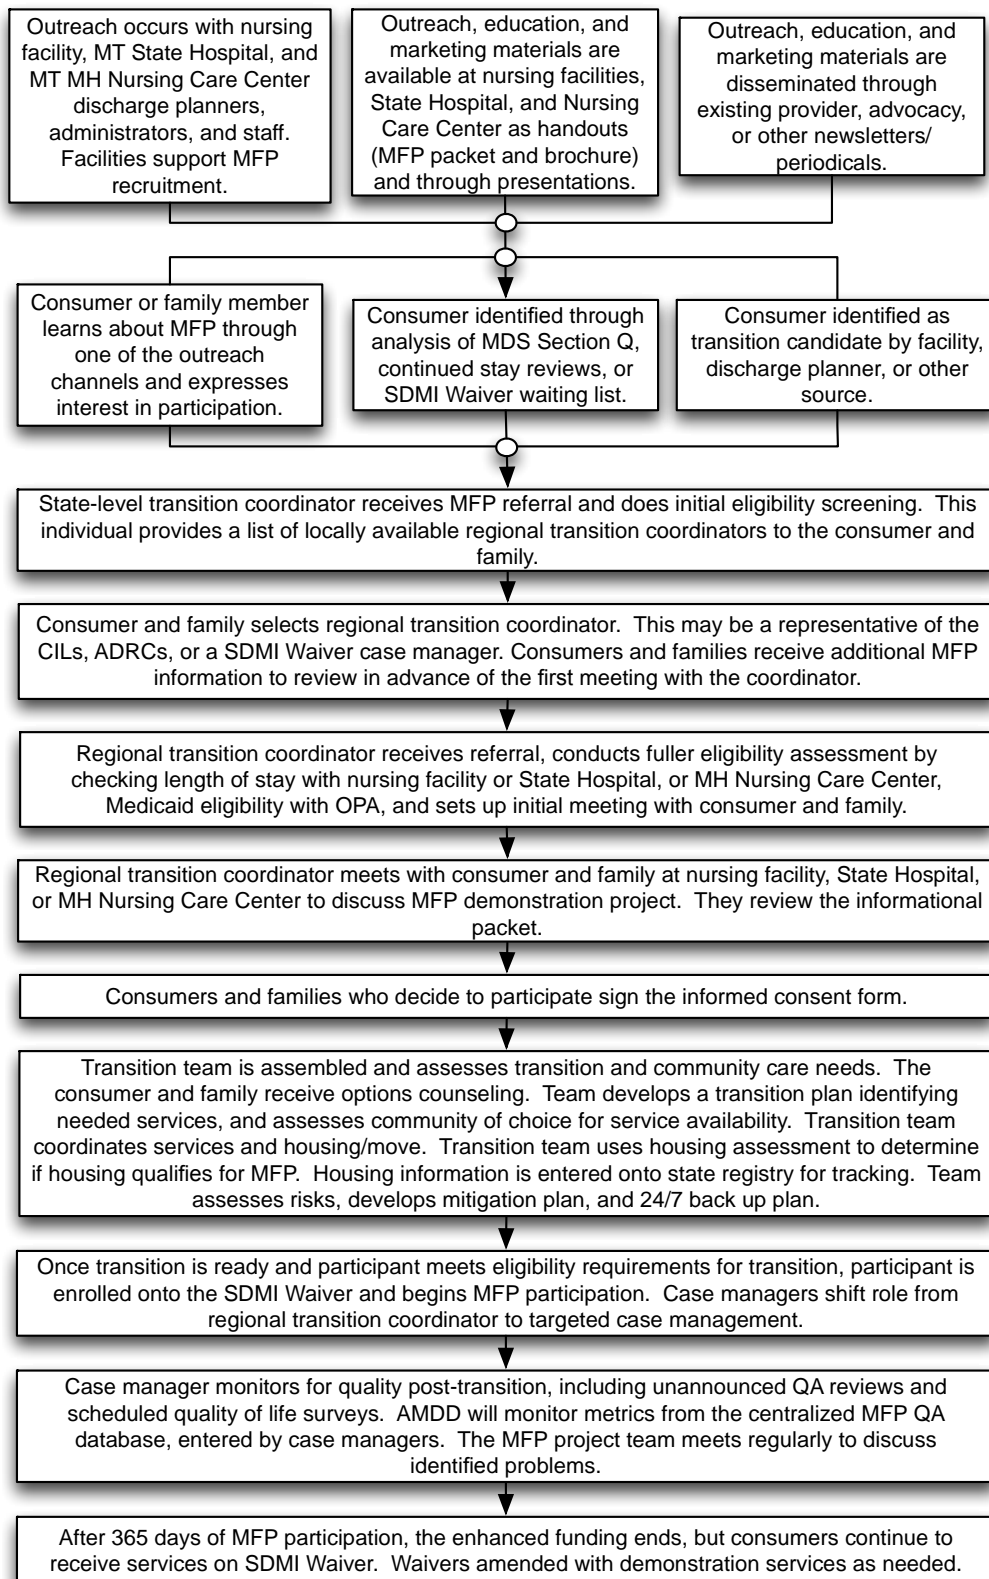 Outreach occurs with nursing
facility, MT State Hospital, and
MT MH Nursing Care Center
discharge planners,
administrators, and staff.
Facilities support MFP
recruitment.
Outreach, education, and
marketing materials are
available at nursing facilities,
State Hospital, and Nursing
Care Center as handouts
(MFP packet and brochure)
and through presentations.
Outreach, education, and
marketing materials are
disseminated through
existing provider, advocacy,
or other newsletters/
periodicals.
Consumer or family member
learns about MFP through
one of the outreach
channels and expresses
interest in participation.
Consumer identified through
analysis of MDS Section Q,
continued stay reviews, or
SDMI Waiver waiting list.
Consumer identified as
transition candidate by facility,
discharge planner, or other
source.
State-level transition coordinator receives MFP referral and does initial eligibility screening.  This
individual provides a list of locally available regional transition coordinators to the consumer and
family.
Consumer and family selects regional transition coordinator.  This may be a representative of the
CILs, ADRCs, or a SDMI Waiver case manager. Consumers and families receive additional MFP
information to review in advance of the first meeting with the coordinator.
Regional transition coordinator receives referral, conducts fuller eligibility assessment by
checking length of stay with nursing facility or State Hospital, or MH Nursing Care Center,
Medicaid eligibility with OPA, and sets up initial meeting with consumer and family.
Regional transition coordinator meets with consumer and family at nursing facility, State Hospital,
or MH Nursing Care Center to discuss MFP demonstration project.  They review the informational
packet.
Consumers and families who decide to participate sign the informed consent form.
Transition team is assembled and assesses transition and community care needs.  The
consumer and family receive options counseling.  Team develops a transition plan identifying
needed services, and assesses community of choice for service availability.  Transition team
coordinates services and housing/move.  Transition team uses housing assessment to determine
if housing qualifies for MFP.  Housing information is entered onto state registry for tracking.  Team
assesses risks, develops mitigation plan, and 24/7 back up plan.
Once transition is ready and participant meets eligibility requirements for transition, participant is
enrolled onto the SDMI Waiver and begins MFP participation.  Case managers shift role from
regional transition coordinator to targeted case management.
Case manager monitors for quality post-transition, including unannounced QA reviews and
scheduled quality of life surveys.  AMDD will monitor metrics from the centralized MFP QA
database, entered by case managers.  The MFP project team meets regularly to discuss
identified problems.
After 365 days of MFP participation, the enhanced funding ends, but consumers continue to
receive services on SDMI Waiver.  Waivers amended with demonstration services as needed.